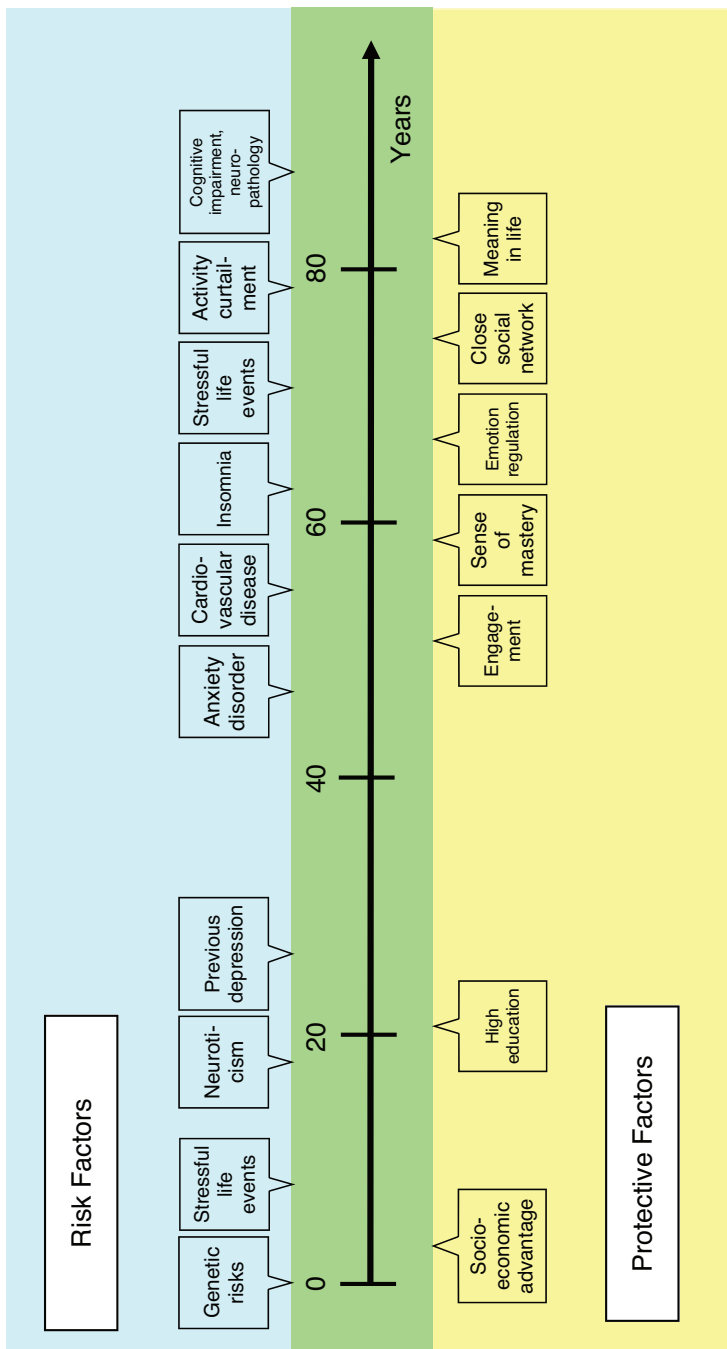 Risk Factors
Genetic
risks
Stressful
life
events
Neuroti-
cism
Previous
depression
Anxiety
disorder
Cardio-
vascular
disease
Insomnia
Stressful
life
events
Activity
curtail-
ment
Cognitive
impairment,
neuro-
pathology
0
20
40
60
80
Years
Socio-
economic
advantage
High
education
Engage-
ment
Sense
of
mastery
Emotion
regulation
Close
social
network
Meaning
in life
Protective Factors